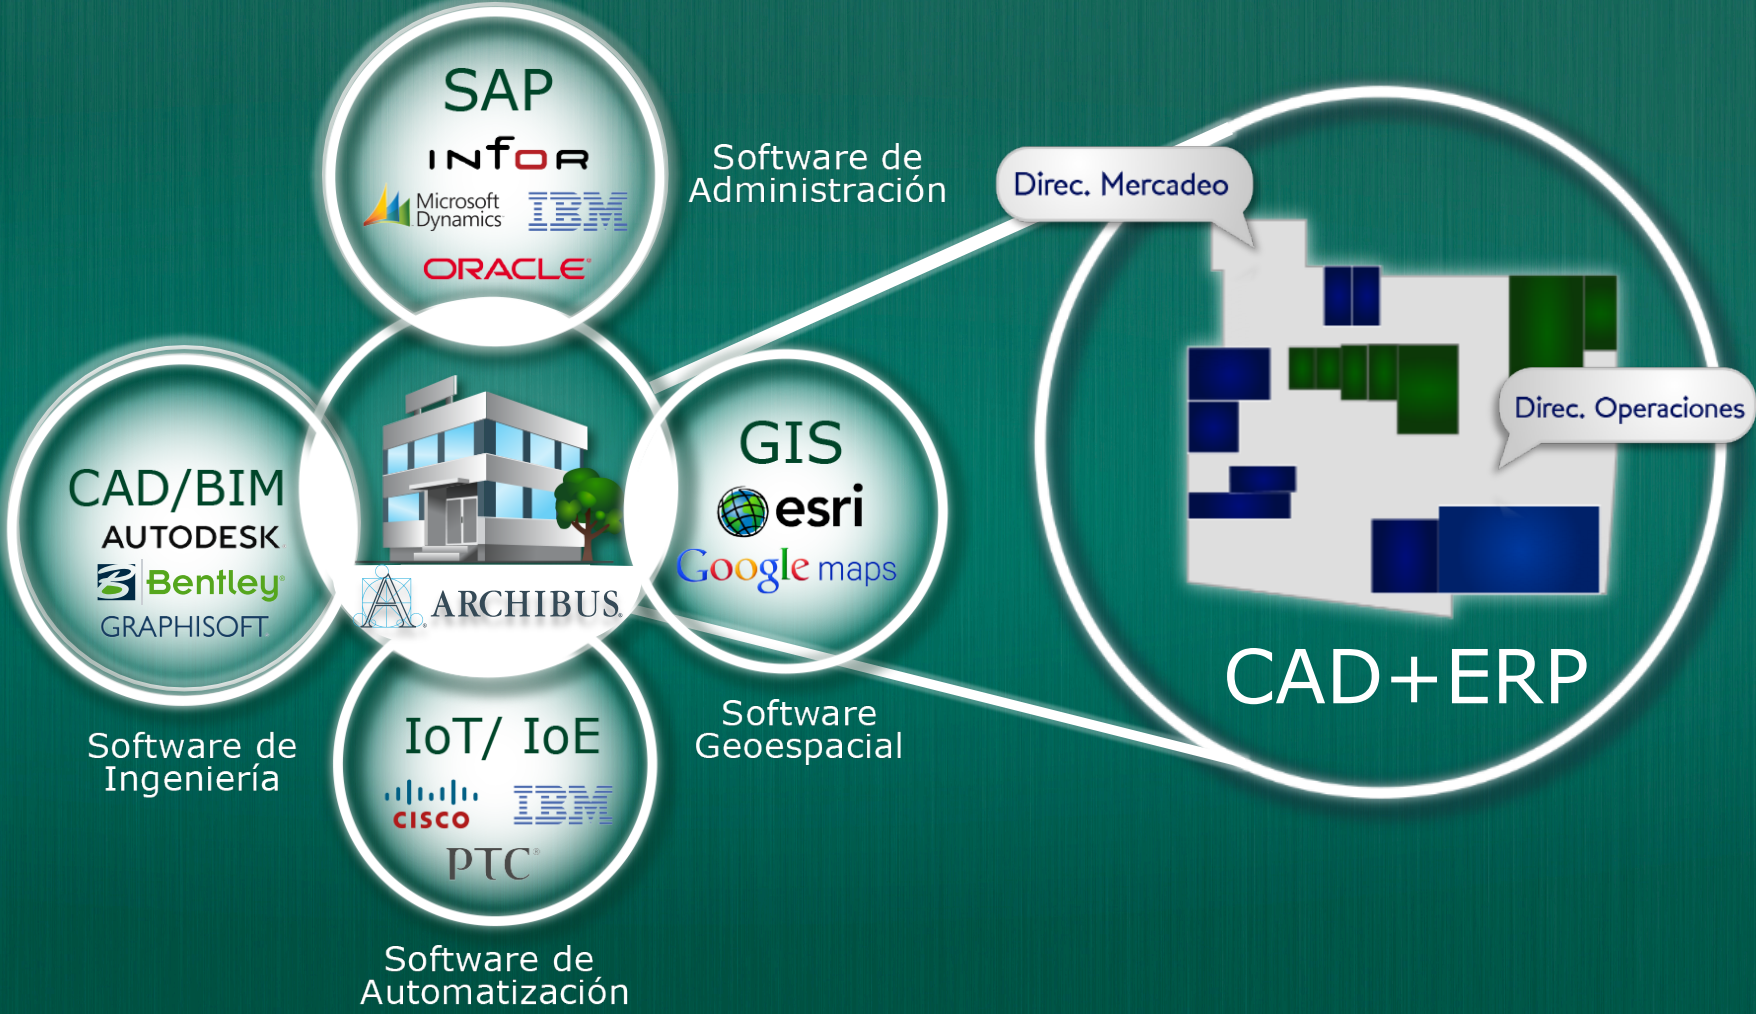 SAP
infor
Microsoft
Dynamics
IBM
ORACLE®
Software de
Administración
Direc. Mercadeo
Direc. Operaciones
CAD+ERP
GIS
esri
Google maps
Software
Geoespacial
CAD/BIM
AUTODESK.
Bentley®
GRAPHISOFT.
Software de
Ingeniería
A
ARCHIBUS®
IoT/ IoE
CISCO
IBM
PTC®
Software de
Automatización